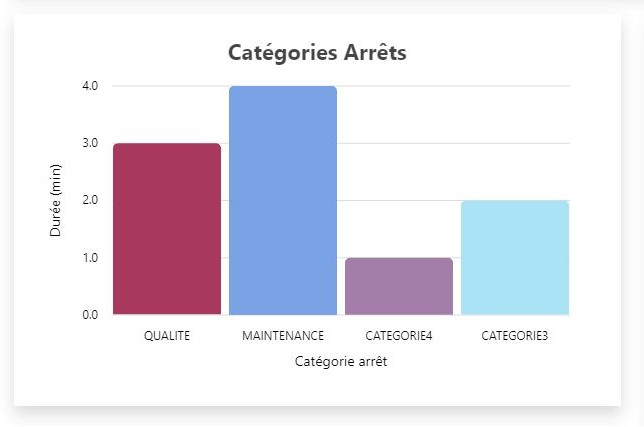 Catégories Arrêts
4.0
3.0
2.0
1.0
0.0
Durée (min)
QUALITE MAINTENANCE CATEGORIE4 CATEGORIE3
Catégorie arrêt